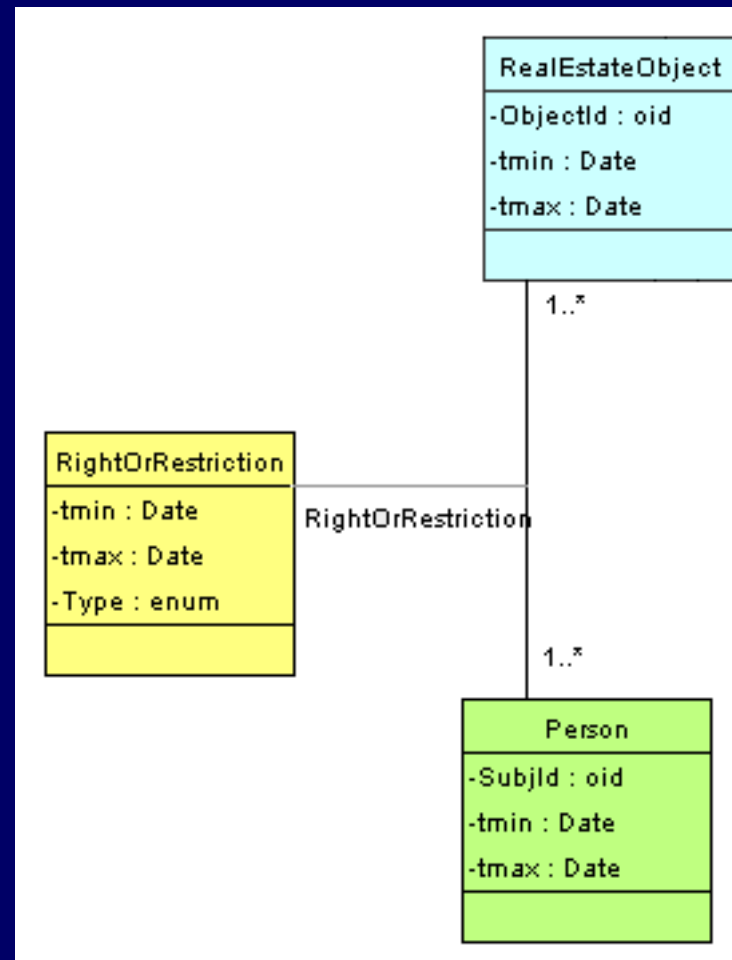 RealEstateObject
-ObjectId : oid
-tmin : Date
-tmax : Date
1..*
RightOrRestriction
-tmin : Date
-tmax : Date
-Type : enum
RightOrRestriction
1..*
Person
-SubjId : oid
-tmin : Date
-tmax : Date